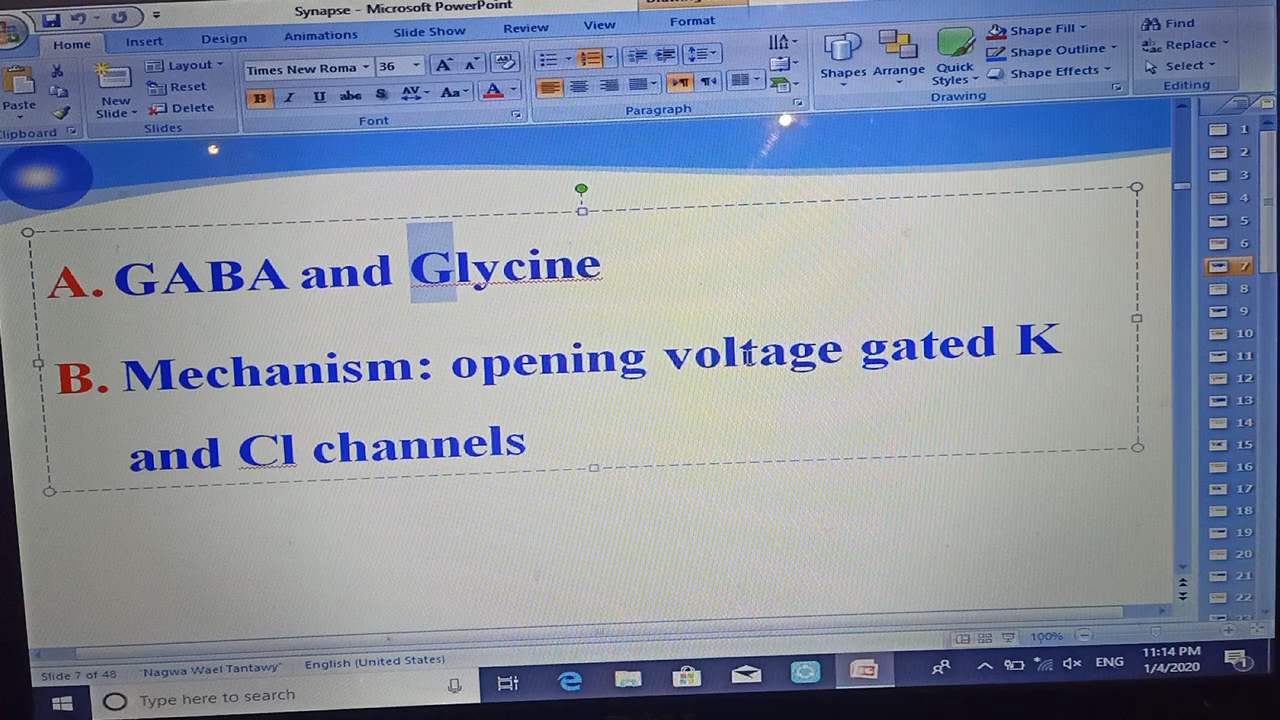 Synapse - Microsoft PowerPoint
Home Insert Design Animations Slide Show Review View Format
Paste
Clipboard
New Slide
Layout
Reset
Delete
Slides
Times New Roma 36
B I U abc S AV Aa A
Font
Paragraph
Shapes Arrange Quick Styles
Shape Fill
Shape Outline
Shape Effects
Drawing
Find
Replace
Select
Editing
A. GABA and Glycine
B. Mechanism: opening voltage gated K
and Cl channels
1
2
3
4
5
6
7
8
9
10
11
12
13
14
15
16
17
18
19
20
21
22
Slide 7 of 48 "Nagwa Wael Tantawy" English (United States) 100%
Type here to search
ENG
11:14 PM
1/4/2020
1